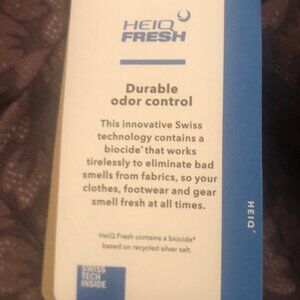 HEIQ
FRESH
Durable
odor control
This innovative Swiss
technology contains a
biocide* that works
tirelessly to eliminate bad
smells from fabrics, so your
clothes, footwear and gear
smell fresh at all times.
HeiQ Fresh contains a biocide*
based on recycled silver salt.
SWISS
TECH
INSIDE
HEIQ